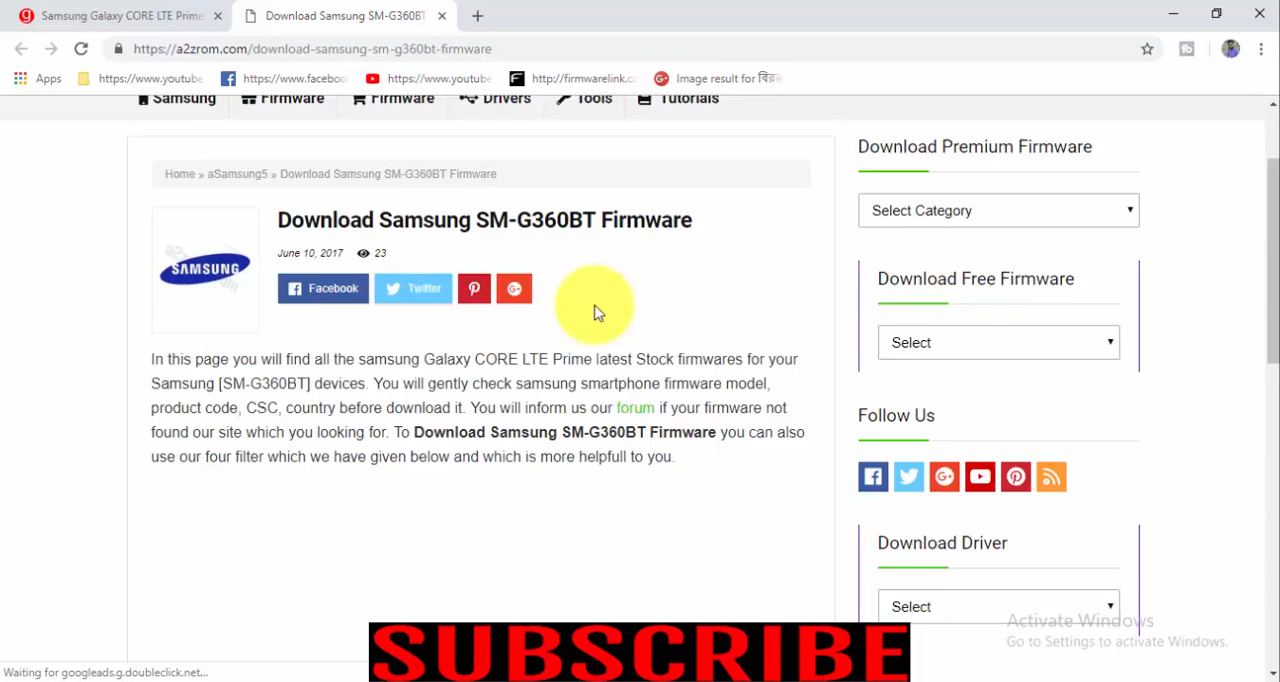 Samsung Galaxy CORE LTE Prime
Download Samsung SM-G360BT
https://a2zrom.com/download-samsung-sm-g360bt-firmware
Apps
https://www.youtube
https://www.faceboo
https://www.youtube
http://firmwarelink.co
Image result for বিজ
Samsung
Firmware
Firmware
Drivers
Tools
Tutorials
Home » aSamsung5 » Download Samsung SM-G360BT Firmware
SAMSUNG
Download Samsung SM-G360BT Firmware
June 10, 2017 23
Facebook
Twitter
In this page you will find all the samsung Galaxy CORE LTE Prime latest Stock firmwares for your
Samsung [SM-G360BT] devices. You will gently check samsung smartphone firmware model,
product code, CSC, country before download it. You will inform us our forum if your firmware not
found our site which you looking for. To Download Samsung SM-G360BT Firmware you can also
use our four filter which we have given below and which is more helpfull to you.
Download Premium Firmware
Select Category
Download Free Firmware
Select
Follow Us
Download Driver
Select
Activate Windows
Go to Settings to activate Windows.
SUBSCRIBE
Waiting for googleads.g.doubleclick.net...